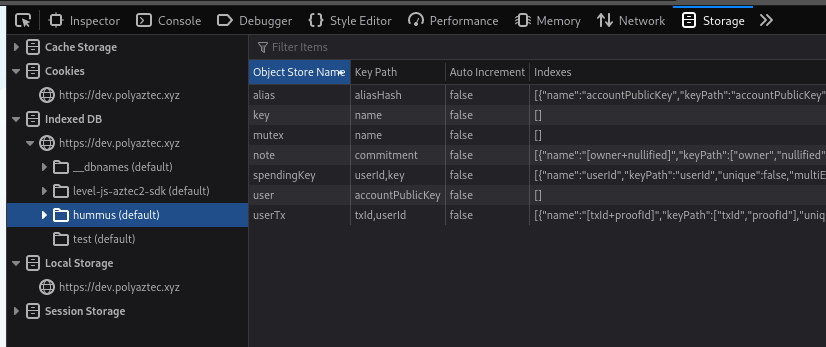 Inspector Console Debugger Style Editor Performance Memory Network Storage
Cache Storage
Cookies
https://dev.polyaztec.xyz
Indexed DB
https://dev.polyaztec.xyz
__dbnames (default)
level-js-aztec2-sdk (default)
hummus (default)
test (default)
Local Storage
https://dev.polyaztec.xyz
Session Storage
Filter Items
Object Store Name Key Path Auto Increment Indexes
alias aliasHash false [{"name":"accountPublicKey","keyPath":"accountPublicKey"
key name false []
mutex name false []
note commitment false [{"name":"[owner+nullified]","keyPath":["owner","nullified"
spendingKey userId,key false [{"name":"userId","keyPath":"userId","unique":false,"multiE
user accountPublicKey false []
userTx txId,userId false [{"name":"[txId+proofId]","keyPath":["txId","proofId"],"uniq